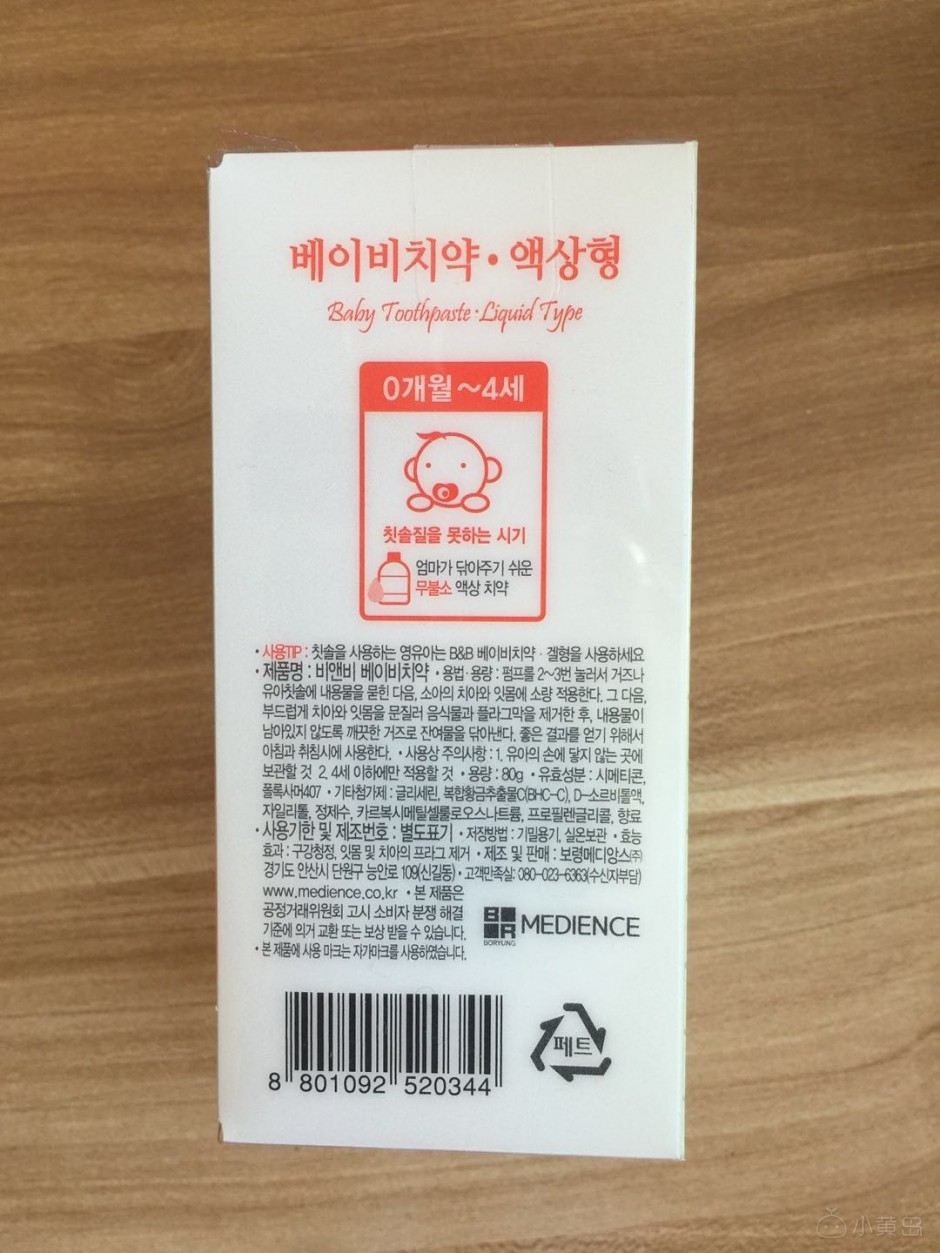 베이비치약·액상형
Baby Toothpaste·Liquid Type
0개월~4세
칫솔질을 못하는 시기
엄마가 닦아주기 쉬운
무불소 액상 치약
·사용TIP : 칫솔을 사용하는 영유아는 B&B 베이비치약·겔형을 사용하세요
·제품명 : 비앤비 베이비치약 ·용법·용량 : 펌프를 2~3번 눌러서 거즈나
유아칫솔에 내용물을 묻힌 다음, 소아의 치아와 잇몸에 소량 적용한다. 그 다음,
부드럽게 치아와 잇몸을 문질러 음식물과 플라그막을 제거한 후, 내용물이
남아있지 않도록 깨끗한 거즈로 잔여물을 닦아낸다. 좋은 결과를 얻기 위해서
아침과 취침시에 사용한다. ·사용상 주의사항 : 1. 유아의 손에 닿지 않는 곳에
보관할 것 2. 4세 이하에만 적용할 것 ·용량 : 80g ·유효성분 : 시메티콘,
폴록사머407 ·기타첨가제 : 글리세린, 복합황금추출물C(BHC-C), D-소르비톨액,
자일리톨, 정제수, 카르복시메틸셀룰로오스나트륨, 프로필렌글리콜, 향료
·사용기한 및 제조번호 : 별도표기 ·저장방법 : 기밀용기, 실온보관 ·효능
효과 : 구강청정, 잇몸 및 치아의 프라그 제거 ·제조 및 판매 : 보령메디앙스㈜
경기도 안산시 단원구 능안로 109(신길동) ·고객만족실: 080-023-6363(수신자부담)
www.medience.co.kr ·본 제품은
공정거래위원회 고시 소비자 분쟁 해결
기준에 의거 교환 또는 보상 받을 수 있습니다.
·본 제품에 사용 마크는 자가마크를 사용하였습니다.
BR BORYUNG MEDIENCE
8 801092 520344
페트
小黄岛